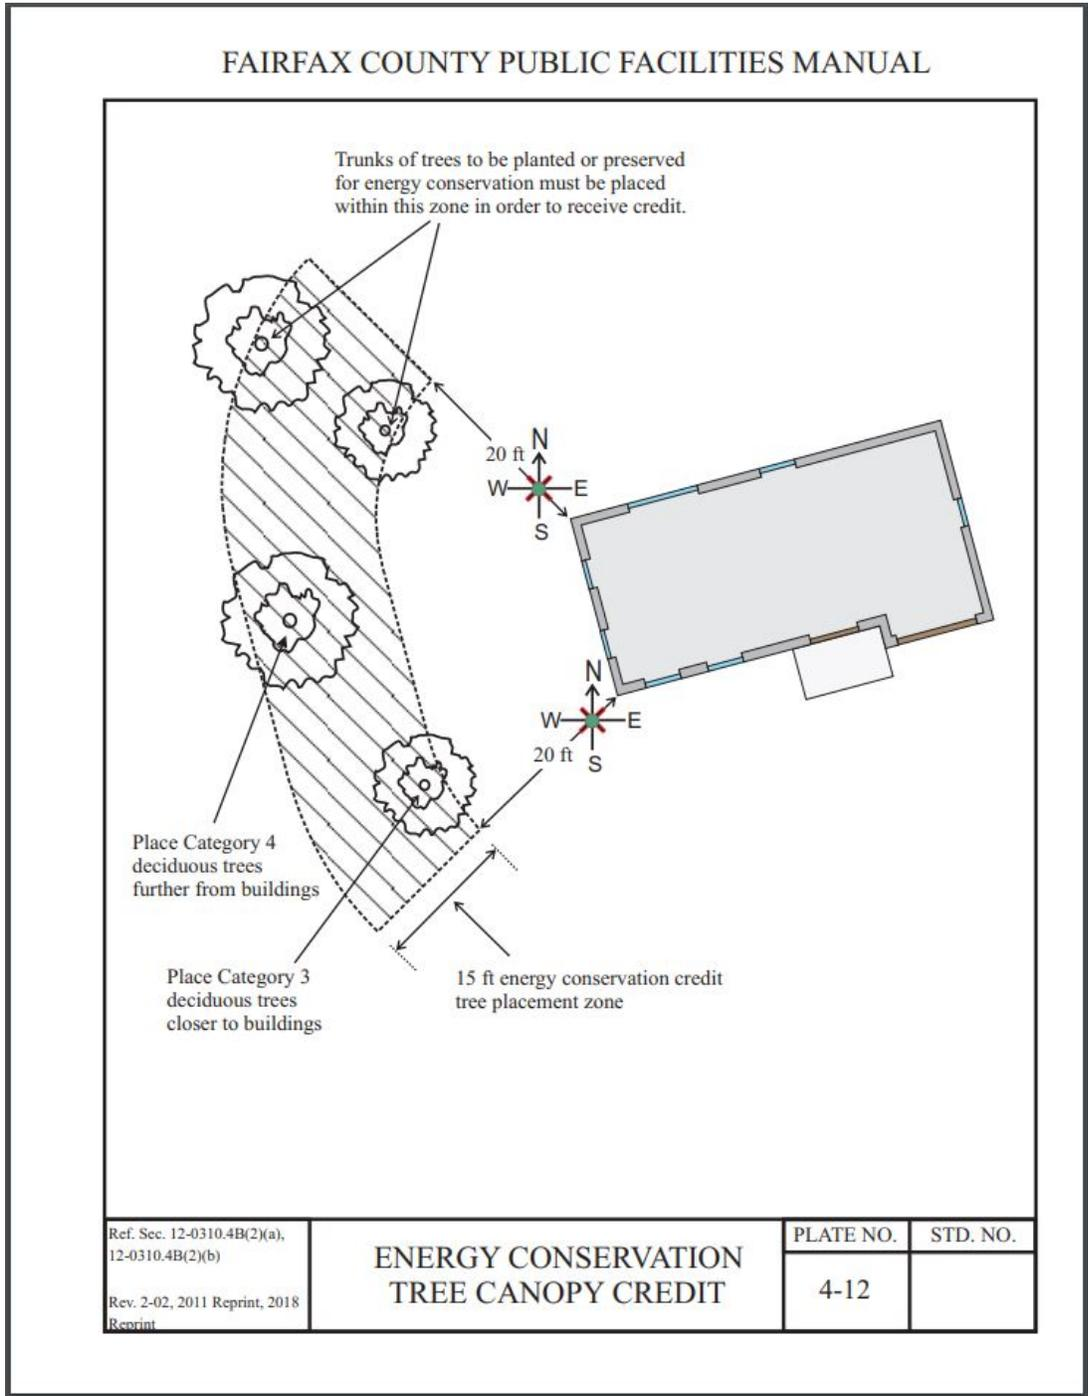 FAIRFAX COUNTY PUBLIC FACILITIES MANUAL
Trunks of trees to be planted or preserved
for energy conservation must be placed
within this zone in order to receive credit.
20 ft
N
W
E
S
N
W
E
S
20 ft
Place Category 4
deciduous trees
further from buildings
Place Category 3
deciduous trees
closer to buildings
15 ft energy conservation credit
tree placement zone
Ref. Sec. 12-0310.4B(2)(a),
12-0310.4B(2)(b)
Rev. 2-02, 2011 Reprint, 2018
Reprint
ENERGY CONSERVATION
TREE CANOPY CREDIT
PLATE NO.
4-12
STD. NO.